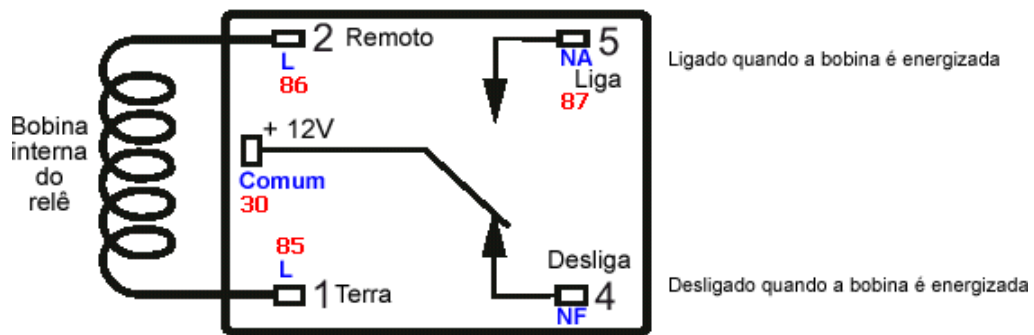 2 Remoto
L
86
5
NA
Liga
87
Ligado quando a bobina é energizada
Bobina
interna
do
relê
+ 12V
Comum
30
85
L
1 Terra
Desliga
4
NF
Desligado quando a bobina é energizada